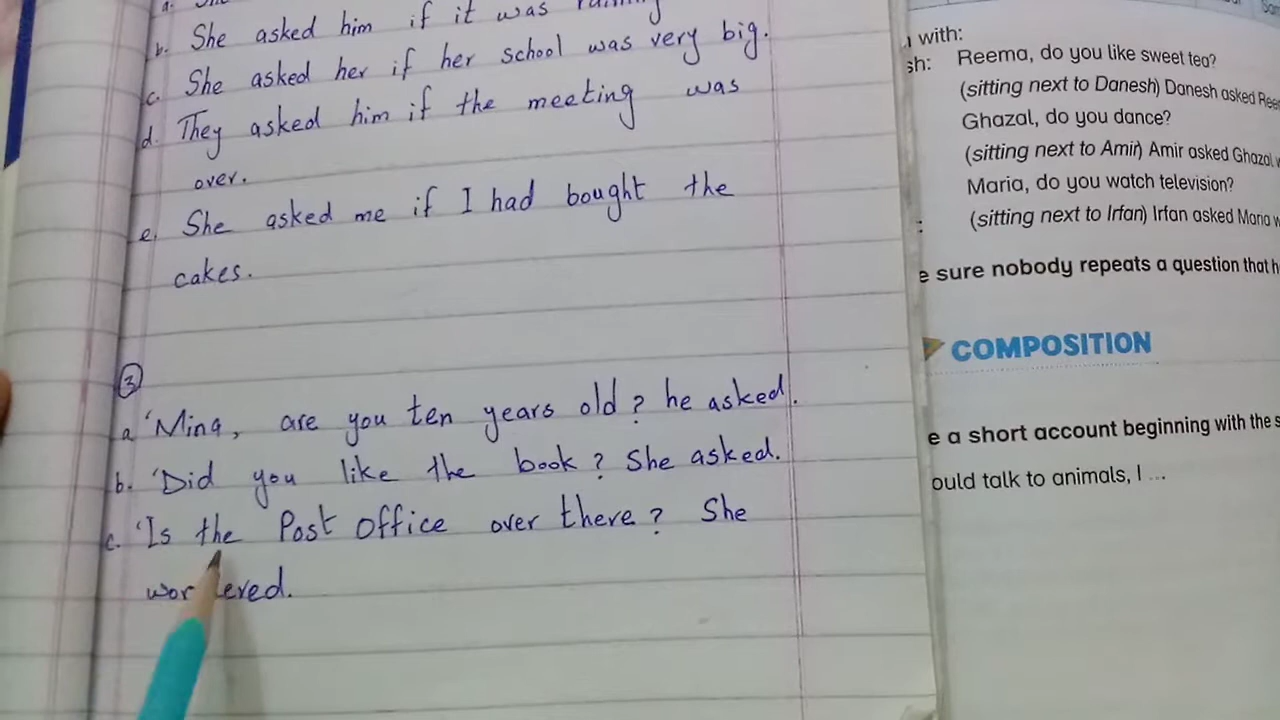 b. She asked him if it was raining
c. She asked her if her school was very big.
d. They asked him if the meeting was
over.
e. She asked me if I had bought the
cakes.
3
a 'Mina, are you ten years old? he asked.
b. 'Did you like the book? She asked.
c. 'Is the Post Office over there? She
with:
sh: Reema, do you like sweet tea?
(sitting next to Danesh) Danesh asked Ree
Ghazal, do you dance?
(sitting next to Amir) Amir asked Ghazal w
Maria, do you watch television?
: (sitting next to Irfan) Irfan asked Maria w
e sure nobody repeats a question that h
COMPOSITION
e a short account beginning with the s
ould talk to animals, I ...